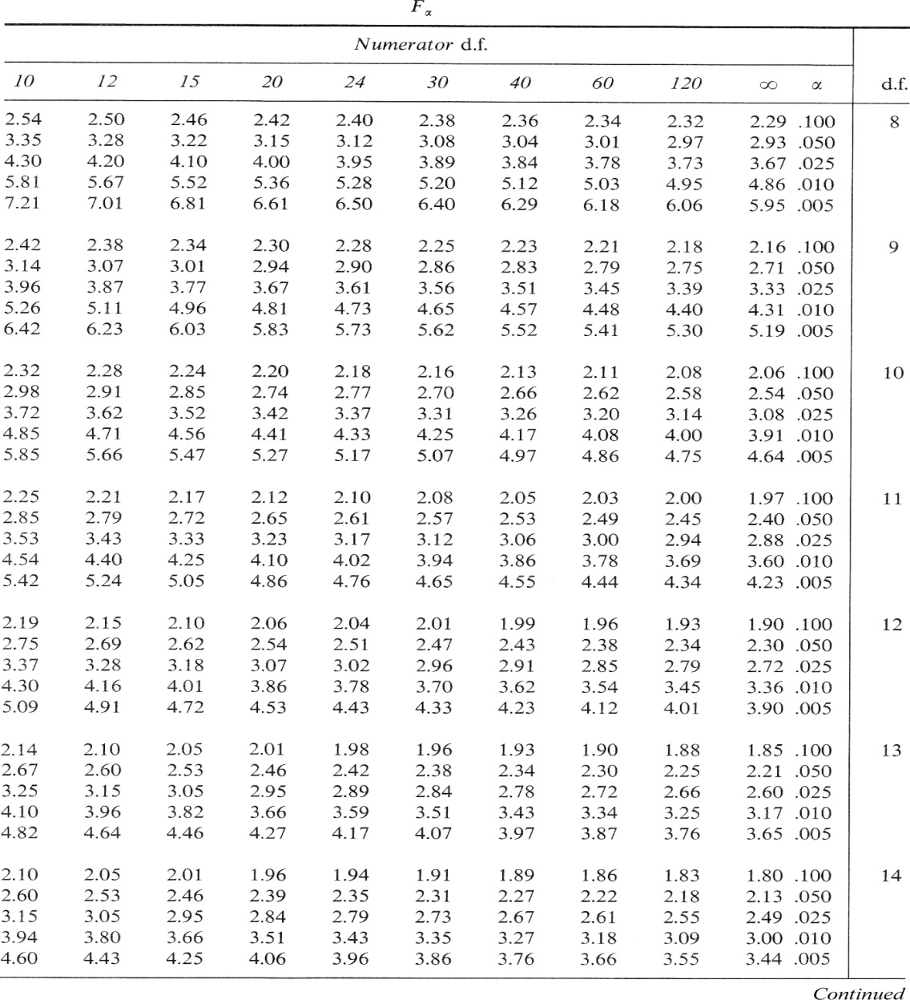 Fα
Numerator d.f.
10 12 15 20 24 30 40 60 120 ∞ α d.f.
2.54 2.50 2.46 2.42 2.40 2.38 2.36 2.34 2.32 2.29 .100 8
3.35 3.28 3.22 3.15 3.12 3.08 3.04 3.01 2.97 2.93 .050
4.30 4.20 4.10 4.00 3.95 3.89 3.84 3.78 3.73 3.67 .025
5.81 5.67 5.52 5.36 5.28 5.20 5.12 5.03 4.95 4.86 .010
7.21 7.01 6.81 6.61 6.50 6.40 6.29 6.18 6.06 5.95 .005
2.42 2.38 2.34 2.30 2.28 2.25 2.23 2.21 2.18 2.16 .100 9
3.14 3.07 3.01 2.94 2.90 2.86 2.83 2.79 2.75 2.71 .050
3.96 3.87 3.77 3.67 3.61 3.56 3.51 3.45 3.39 3.33 .025
5.26 5.11 4.96 4.81 4.73 4.65 4.57 4.48 4.40 4.31 .010
6.42 6.23 6.03 5.83 5.73 5.62 5.52 5.41 5.30 5.19 .005
2.32 2.28 2.24 2.20 2.18 2.16 2.13 2.11 2.08 2.06 .100 10
2.98 2.91 2.85 2.74 2.77 2.70 2.66 2.62 2.58 2.54 .050
3.72 3.62 3.52 3.42 3.37 3.31 3.26 3.20 3.14 3.08 .025
4.85 4.71 4.56 4.41 4.33 4.25 4.17 4.08 4.00 3.91 .010
5.85 5.66 5.47 5.27 5.17 5.07 4.97 4.86 4.75 4.64 .005
2.25 2.21 2.17 2.12 2.10 2.08 2.05 2.03 2.00 1.97 .100 11
2.85 2.79 2.72 2.65 2.61 2.57 2.53 2.49 2.45 2.40 .050
3.53 3.43 3.33 3.23 3.17 3.12 3.06 3.00 2.94 2.88 .025
4.54 4.40 4.25 4.10 4.02 3.94 3.86 3.78 3.69 3.60 .010
5.42 5.24 5.05 4.86 4.76 4.65 4.55 4.44 4.34 4.23 .005
2.19 2.15 2.10 2.06 2.04 2.01 1.99 1.96 1.93 1.90 .100 12
2.75 2.69 2.62 2.54 2.51 2.47 2.43 2.38 2.34 2.30 .050
3.37 3.28 3.18 3.07 3.02 2.96 2.91 2.85 2.79 2.72 .025
4.30 4.16 4.01 3.86 3.78 3.70 3.62 3.54 3.45 3.36 .010
5.09 4.91 4.72 4.53 4.43 4.33 4.23 4.12 4.01 3.90 .005
2.14 2.10 2.05 2.01 1.98 1.96 1.93 1.90 1.88 1.85 .100 13
2.67 2.60 2.53 2.46 2.42 2.38 2.34 2.30 2.25 2.21 .050
3.25 3.15 3.05 2.95 2.89 2.84 2.78 2.72 2.66 2.60 .025
4.10 3.96 3.82 3.66 3.59 3.51 3.43 3.34 3.25 3.17 .010
4.82 4.64 4.46 4.27 4.17 4.07 3.97 3.87 3.76 3.65 .005
2.10 2.05 2.01 1.96 1.94 1.91 1.89 1.86 1.83 1.80 .100 14
2.60 2.53 2.46 2.39 2.35 2.31 2.27 2.22 2.18 2.13 .050
3.15 3.05 2.95 2.84 2.79 2.73 2.67 2.61 2.55 2.49 .025
3.94 3.80 3.66 3.51 3.43 3.35 3.27 3.18 3.09 3.00 .010
4.60 4.43 4.25 4.06 3.96 3.86 3.76 3.66 3.55 3.44 .005
Continued